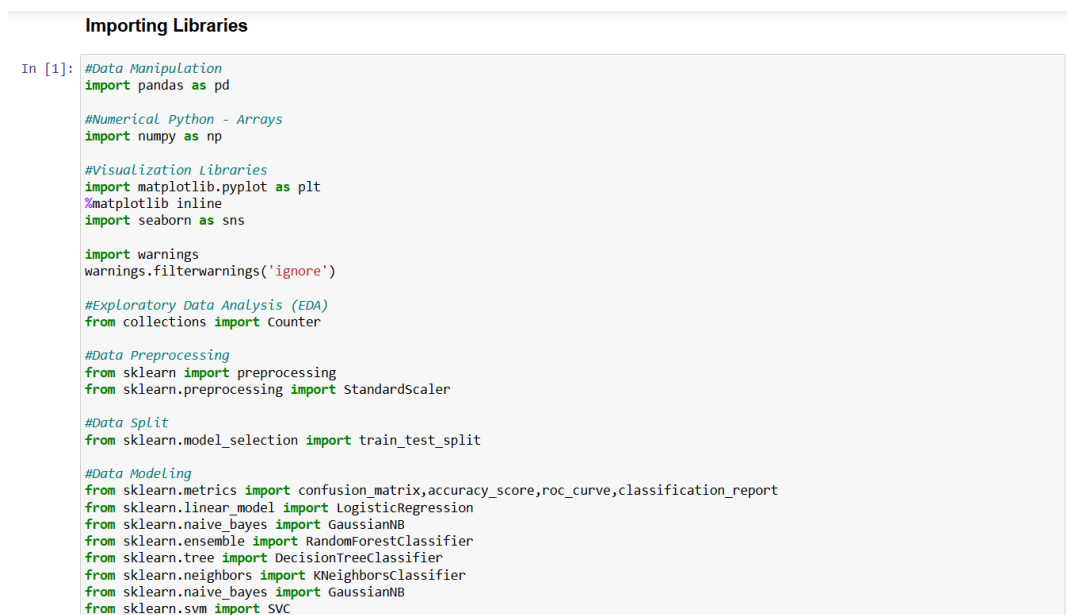 Importing Libraries
In [1]: #Data Manipulation
import pandas as pd
#Numerical Python - Arrays
import numpy as np
#Visualization Libraries
import matplotlib.pyplot as plt
%matplotlib inline
import seaborn as sns
import warnings
warnings.filterwarnings('ignore')
#Exploratory Data Analysis (EDA)
from collections import Counter
#Data Preprocessing
from sklearn import preprocessing
from sklearn.preprocessing import StandardScaler
#Data Split
from sklearn.model_selection import train_test_split
#Data Modeling
from sklearn.metrics import confusion_matrix,accuracy_score,roc_curve,classification_report
from sklearn.linear_model import LogisticRegression
from sklearn.naive_bayes import GaussianNB
from sklearn.ensemble import RandomForestClassifier
from sklearn.tree import DecisionTreeClassifier
from sklearn.neighbors import KNeighborsClassifier
from sklearn.naive_bayes import GaussianNB
from sklearn.svm import SVC